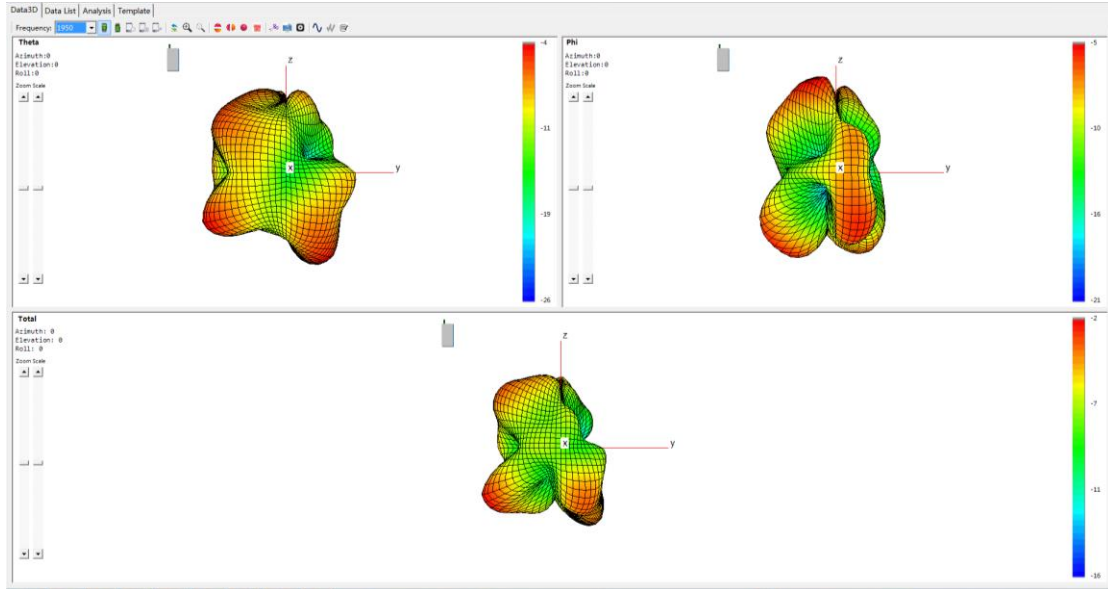 Data3D Data List Analysis Template
Frequency: 1950
Theta
Azimuth:0
Elevation:0
Roll:0
Zoom Scale
z
x
y
-4
-11
-19
-26
Phi
Azimuth:0
Elevation:0
Roll:0
Zoom Scale
z
x
y
-5
-10
-16
-21
Total
Azimuth: 0
Elevation: 0
Roll: 0
Zoom Scale
z
x
y
-2
-7
-11
-16